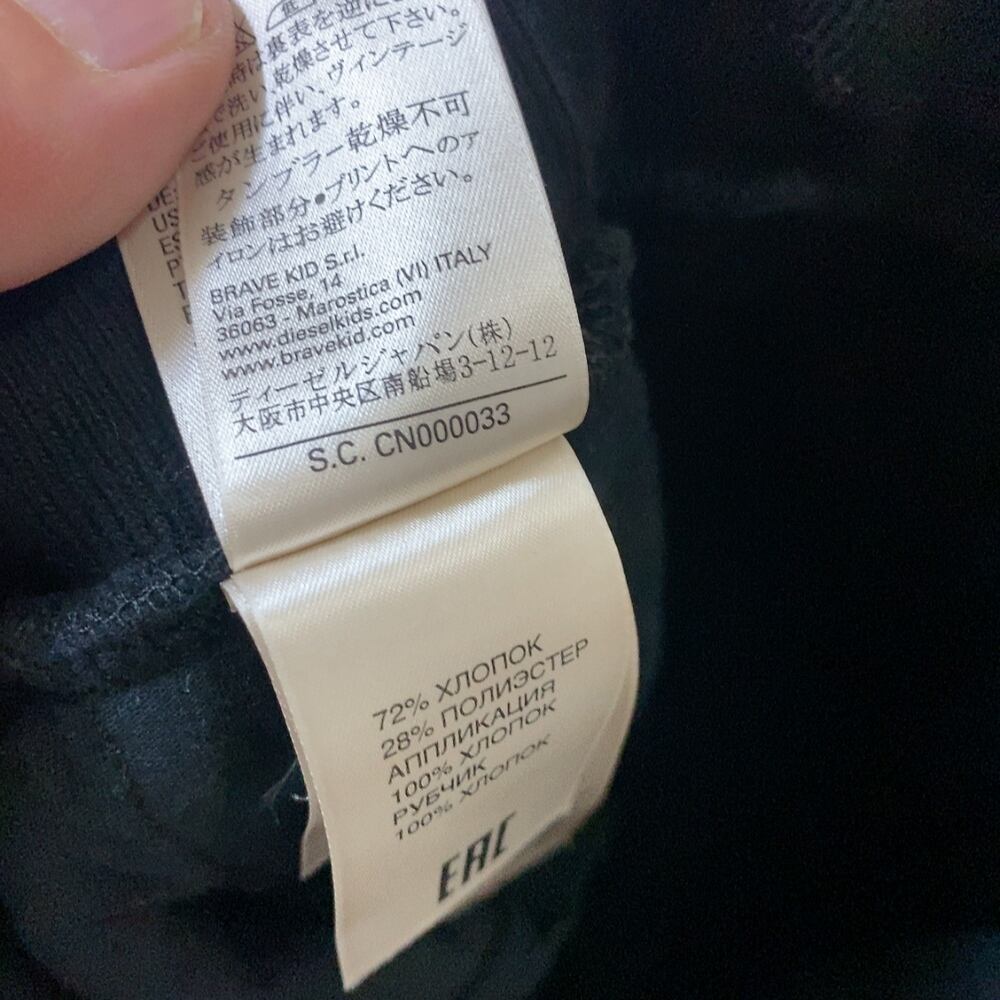 裏表を逆に
乾燥させて下さい。
で洗い
ご使用に伴い、ヴィンテージ
感が生まれます。
タンブラー乾燥不可
装飾部分・プリントへのア
イロンはお避けください。
BRAVE KID S.r.l.
Via Fosse, 14
36063 - Marostica (VI) ITALY
www.dieselkids.com
www.bravekid.com
ディーゼルジャパン(株)
大阪市中央区南船場3-12-12
S.C. CN000033
US
ES
72% ХЛОПОК
28% ПОЛИЭСТЕР
АППЛИКАЦИЯ
100% ХЛОПОК
РУБЧИК
100% ХЛОПОК
EAC